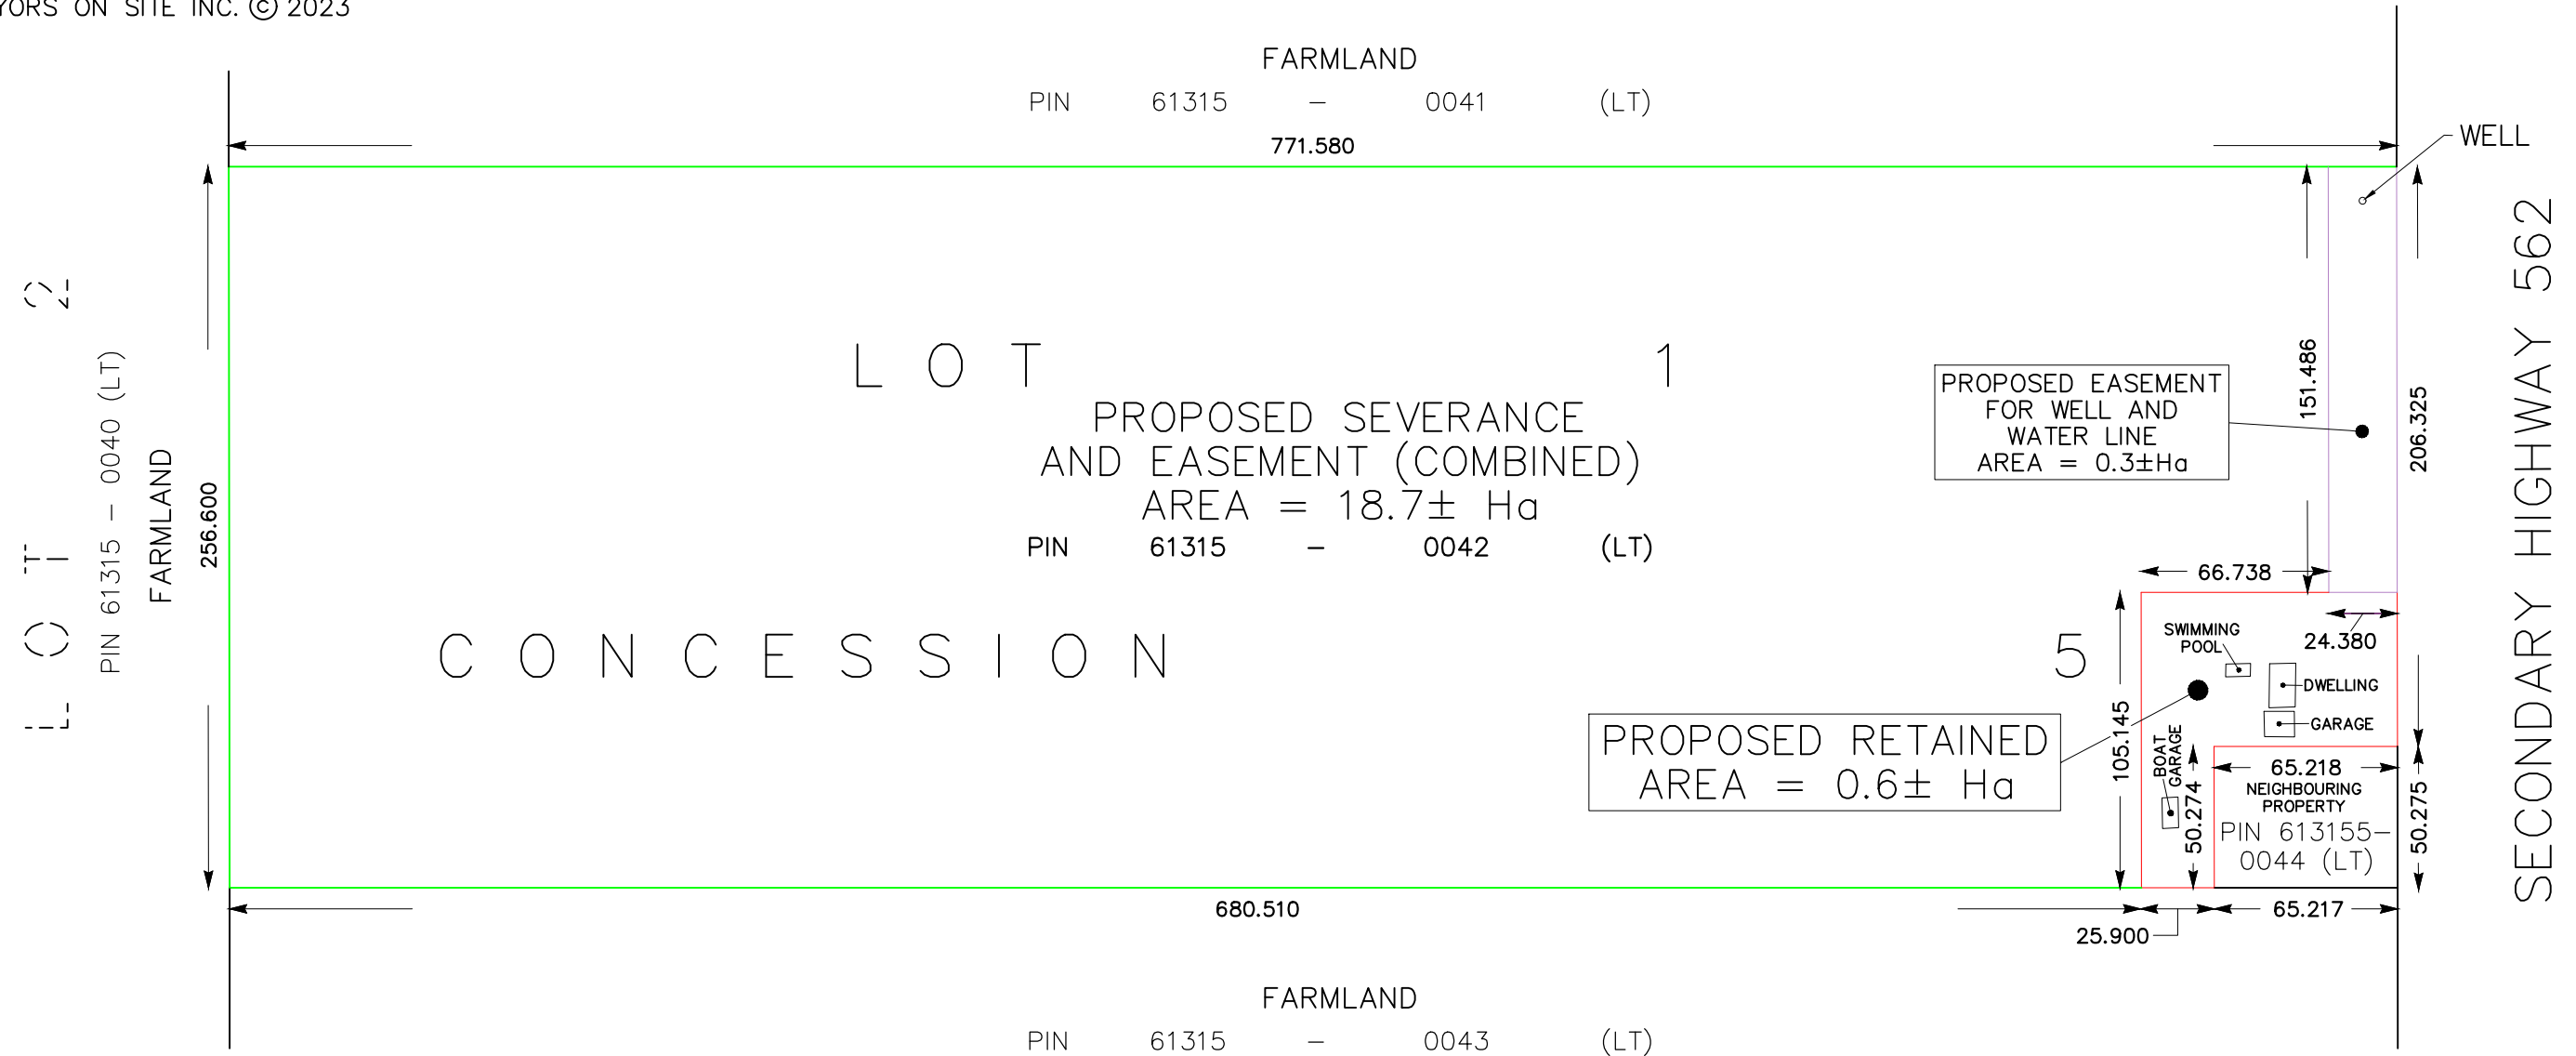 YORS ON SITE INC. © 2023
FARMLAND
PIN 61315 - 0041 (LT)
771.580
WELL
LOT 2
PIN 61315 - 0040 (LT)
FARMLAND
256.600
LOT 1
PROPOSED SEVERANCE
AND EASEMENT (COMBINED)
AREA = 18.7± Ha
PIN 61315 - 0042 (LT)
CONCESSION 5
PROPOSED EASEMENT
FOR WELL AND
WATER LINE
AREA = 0.3±Ha
151.486
206.325
SECONDARY HIGHWAY 562
66.738
24.380
SWIMMING
POOL
DWELLING
GARAGE
BOAT
GARAGE
105.145
PROPOSED RETAINED
AREA = 0.6± Ha
50.274
65.218
NEIGHBOURING
PROPERTY
PIN 613155-
0044 (LT)
50.275
680.510
25.900
65.217
FARMLAND
PIN 61315 - 0043 (LT)